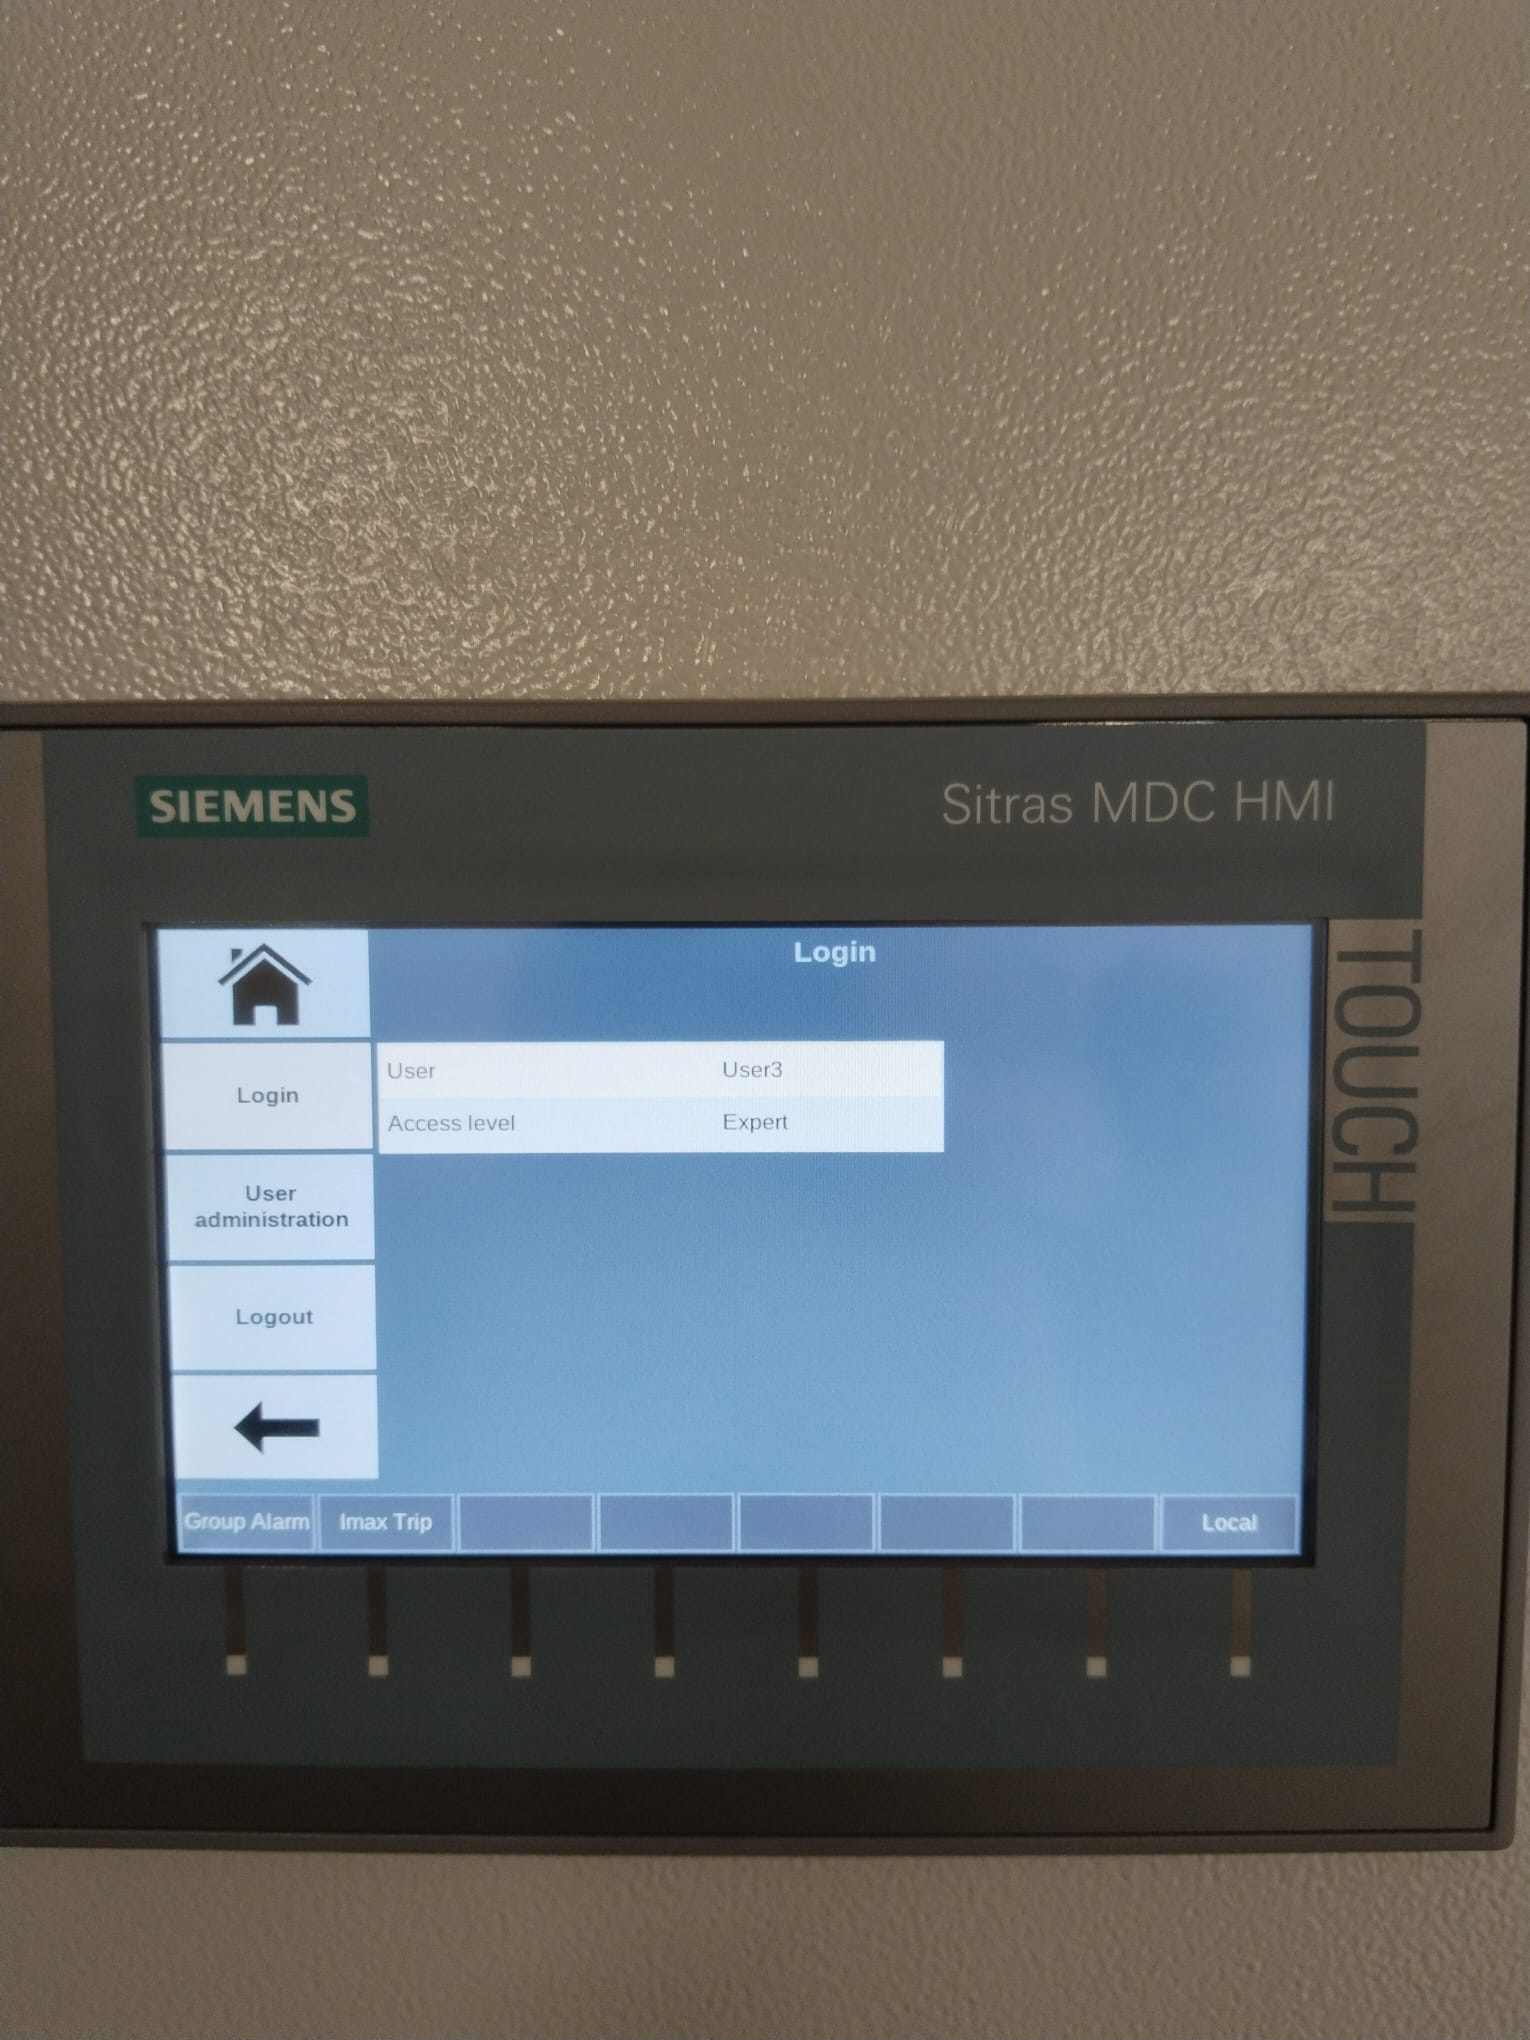 SIEMENS
Sitras MDC HMI
TOUCH
Login
User User3
Login
Access level Expert
User
administration
Logout
Group Alarm Imax Trip Local